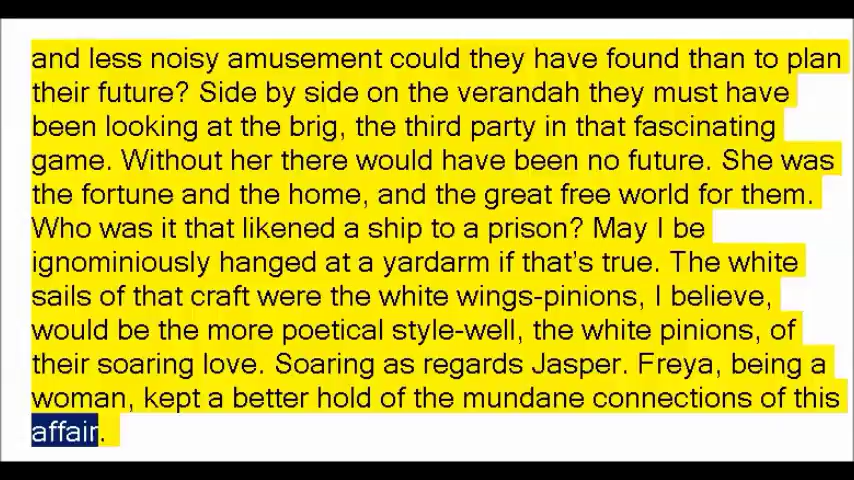 and less noisy amusement could they have found than to plan
their future? Side by side on the verandah they must have
been looking at the brig, the third party in that fascinating
game. Without her there would have been no future. She was
the fortune and the home, and the great free world for them.
Who was it that likened a ship to a prison? May I be
ignominiously hanged at a yardarm if that’s true. The white
sails of that craft were the white wings-pinions, I believe,
would be the more poetical style-well, the white pinions, of
their soaring love. Soaring as regards Jasper. Freya, being a
woman, kept a better hold of the mundane connections of this
affair.